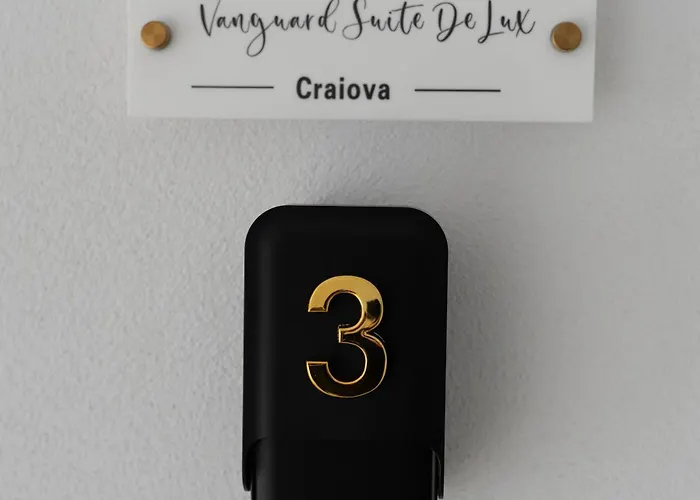 Vanguard Suite De Lux
Craiova
3